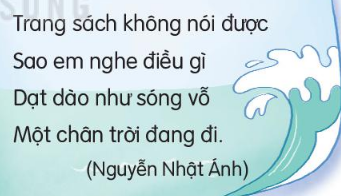 SONG
Trang sách không nói được
Sao em nghe điều gì
Dạt dào như sóng vỗ
Một chân trời đang đi.
(Nguyễn Nhật Ánh)